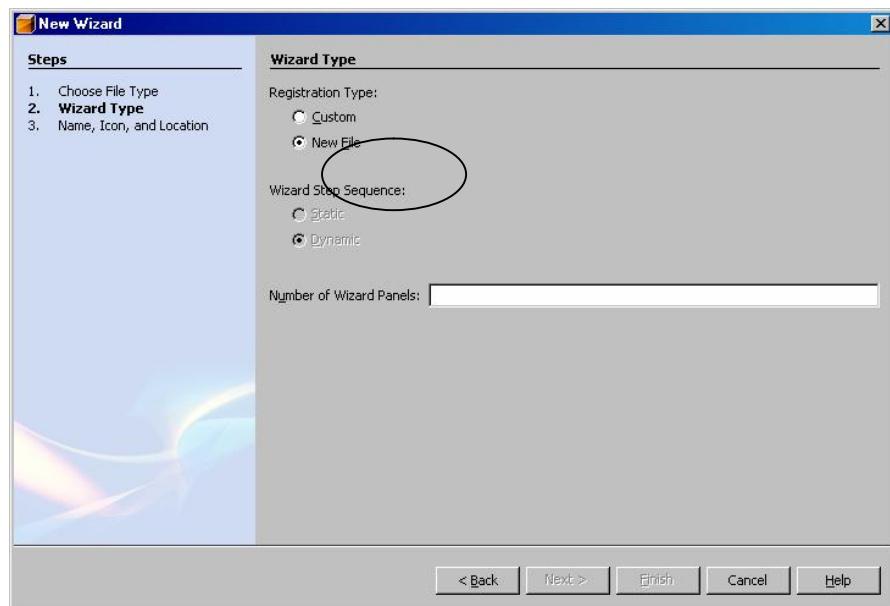 New Wizard
Steps
1. Choose File Type
2. Wizard Type
3. Name, Icon, and Location
Wizard Type
Registration Type:
Custom
New File
Wizard Step Sequence:
Static
Dynamic
Number of Wizard Panels:
< Back
Next >
Finish
Cancel
Help